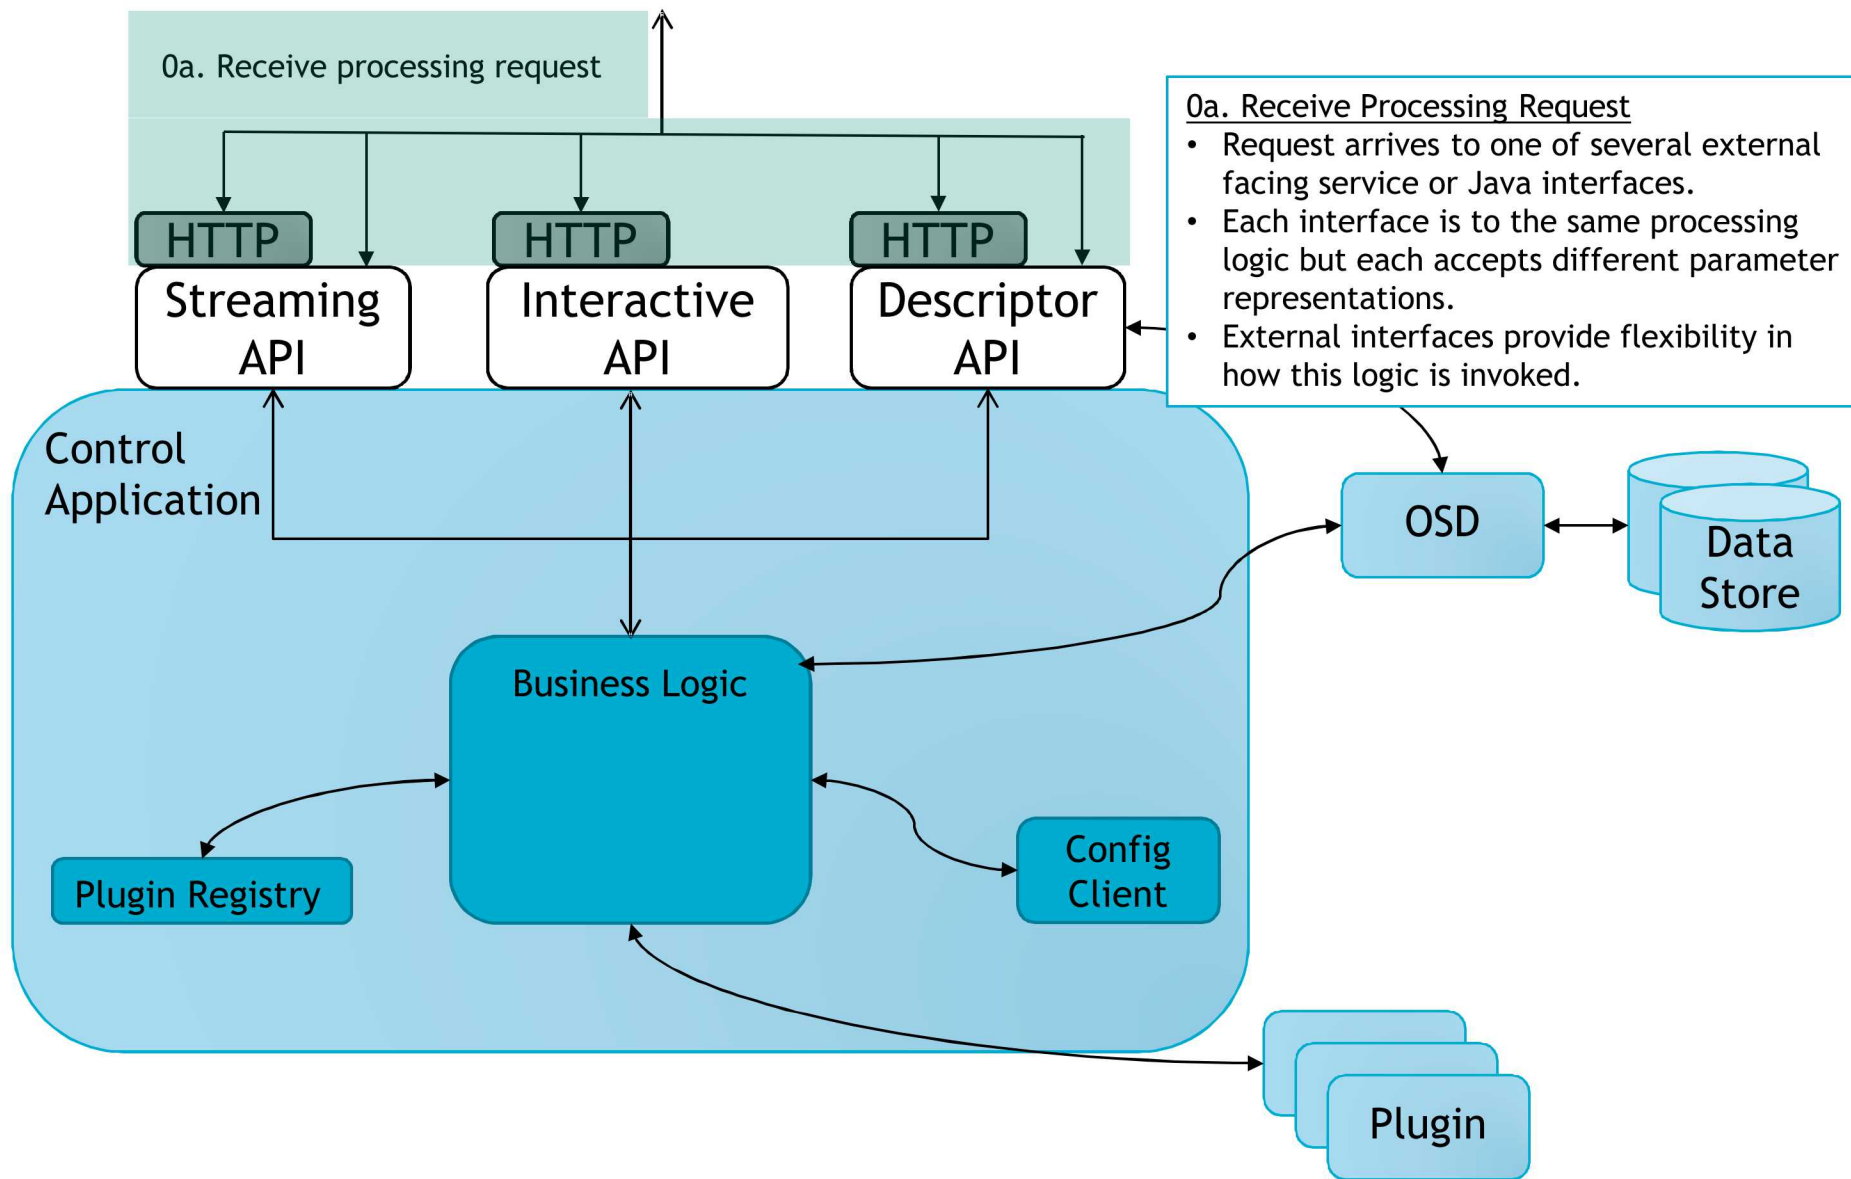 0a. Receive processing request
0a. Receive Processing Request
• Request arrives to one of several external
facing service or Java interfaces.
• Each interface is to the same processing
logic but each accepts different parameter
representations.
• External interfaces provide flexibility in
how this logic is invoked.
HTTP
HTTP
HTTP
Streaming
API
Interactive
API
Descriptor
API
Control
Application
OSD
Data
Store
Business Logic
Plugin Registry
Config
Client
Plugin